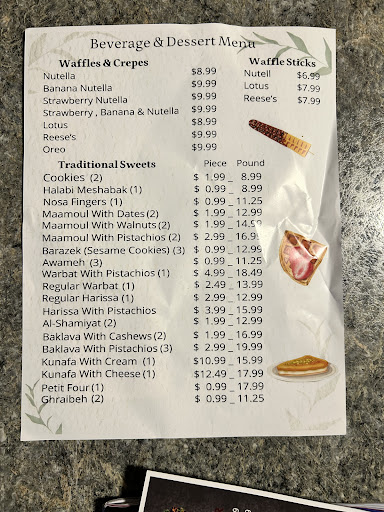 Beverage & Dessert Menu
Waffles & Crepes
Nutella $8.99
Banana Nutella $9.99
Strawberry Nutella $9.99
Strawberry , Banana & Nutella $9.99
Lotus $8.99
Reese's $9.99
Oreo $9.99
Waffle Sticks
Nutell $6.99
Lotus $7.99
Reese's $7.99
Traditional Sweets Piece Pound
Cookies (2) $ 1.99 _ 8.99
Halabi Meshabak (1) $ 0.99 _ 8.99
Nosa Fingers (1) $ 0.99 _ 11.25
Maamoul With Dates (2) $ 1.99 _ 12.99
Maamoul With Walnuts (2) $ 1.99 _ 14.99
Maamoul With Pistachios (2) $ 2.99 _ 16.99
Barazek (Sesame Cookies) (3) $ 0.99 _ 12.99
Awameh (3) $ 0.99 _ 11.25
Warbat With Pistachios (1) $ 4.99 _ 18.49
Regular Warbat (1) $ 2.49 _ 13.99
Regular Harissa (1) $ 2.99 _ 12.99
Harissa With Pistachios $ 3.99 _ 15.99
Al-Shamiyat (2) $ 1.99 _ 12.99
Baklava With Cashews (2) $ 1.99 _ 16.99
Baklava With Pistachios (3) $ 2.99 _ 19.99
Kunafa With Cream (1) $10.99 _ 15.99
Kunafa With Cheese (1) $12.49 _ 17.99
Petit Four (1) $ 0.99 _ 17.99
Ghraibeh (2) $ 0.99 _ 11.25